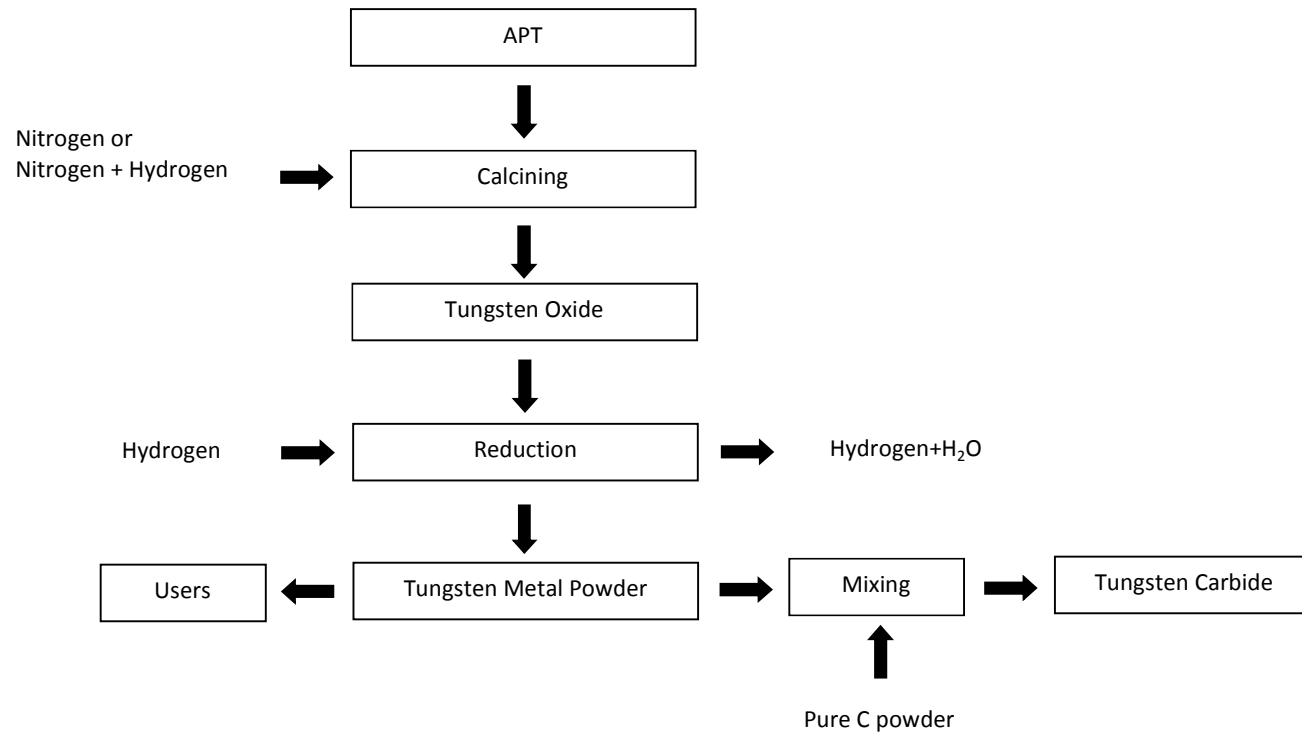 APT
Nitrogen or
Nitrogen + Hydrogen
Calcining
Tungsten Oxide
Hydrogen
Reduction
Hydrogen+H₂O
Users
Tungsten Metal Powder
Mixing
Tungsten Carbide
Pure C powder